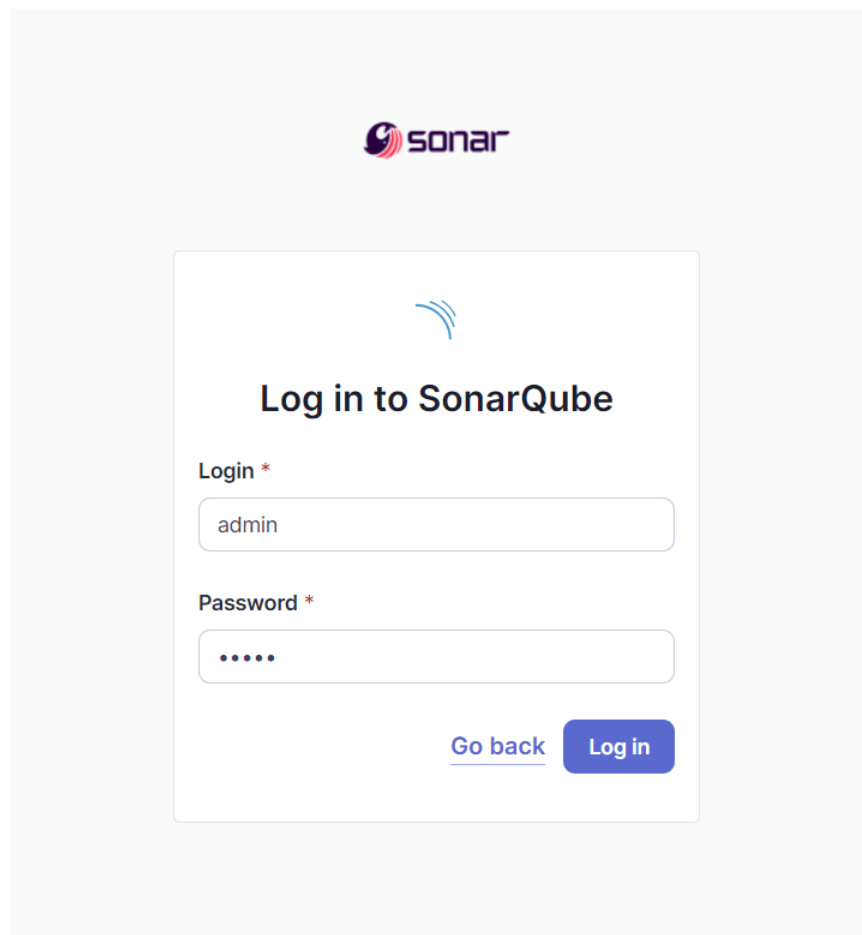 sonar
Log in to SonarQube
Login *
admin
Password *
•••••
Go back Log in